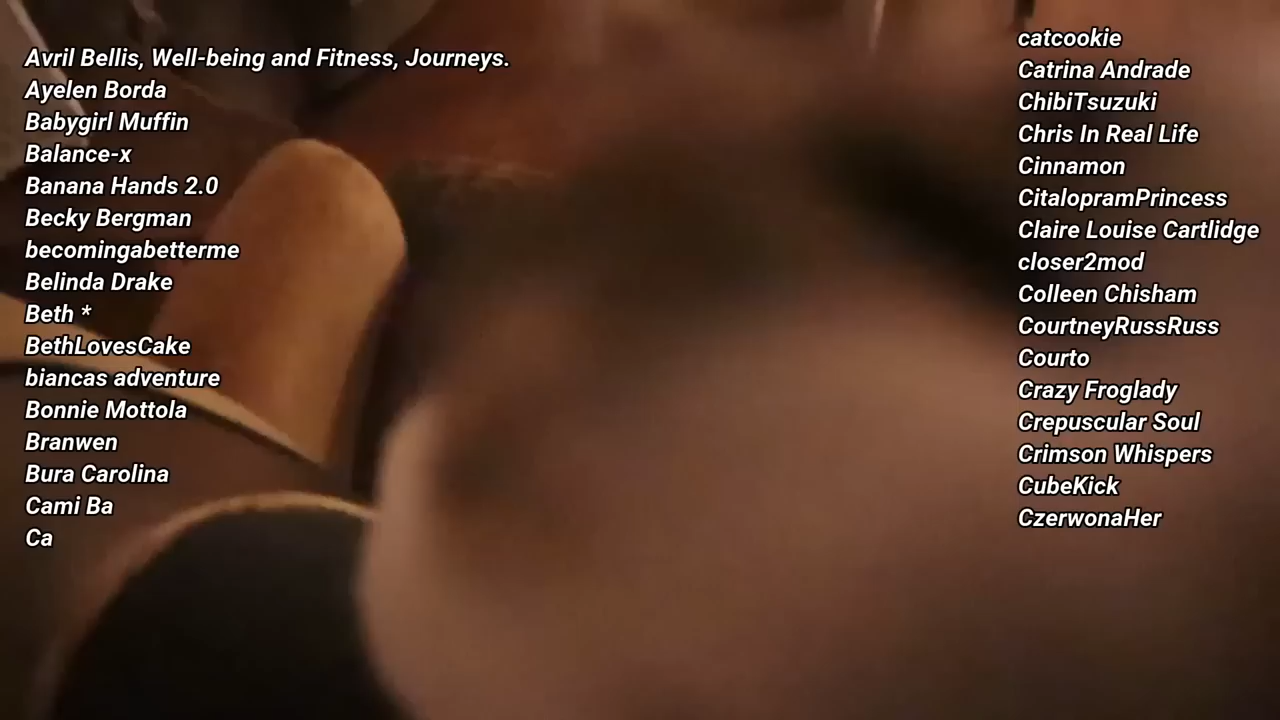 Avril Bellis, Well-being and Fitness, Journeys.
Ayelen Borda
Babygirl Muffin
Balance-x
Banana Hands 2.0
Becky Bergman
becomingabetterme
Belinda Drake
Beth *
BethLovesCake
biancas adventure
Bonnie Mottola
Branwen
Bura Carolina
Cami Ba
Ca
catcookie
Catrina Andrade
ChibiTsuzuki
Chris In Real Life
Cinnamon
CitalopramPrincess
Claire Louise Cartlidge
closer2mod
Colleen Chisham
CourtneyRussRuss
Courto
Crazy Froglady
Crepuscular Soul
Crimson Whispers
CubeKick
CzerwonaHer